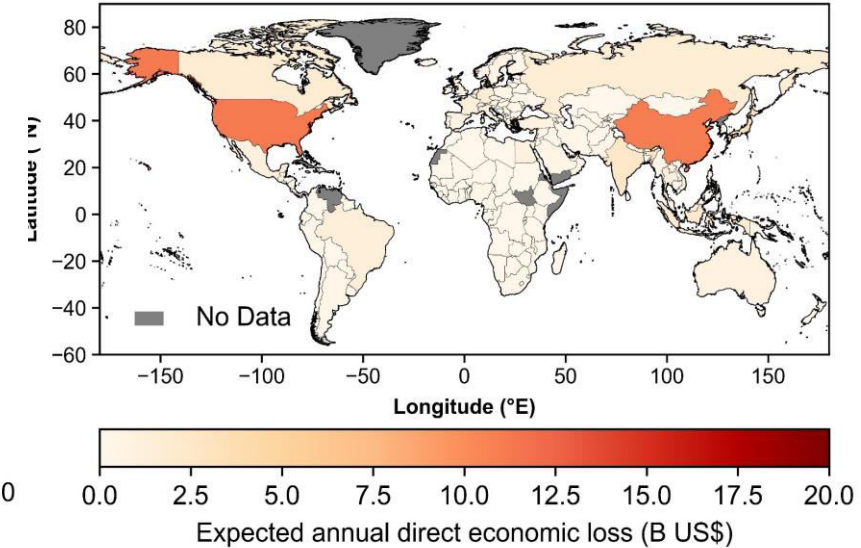 80
60
40
20
0
−20
−40
−60
Latitude (°N)
No Data
−150 −100 −50 0 50 100 150
Longitude (°E)
0
0.0 2.5 5.0 7.5 10.0 12.5 15.0 17.5 20.0
Expected annual direct economic loss (B US$)